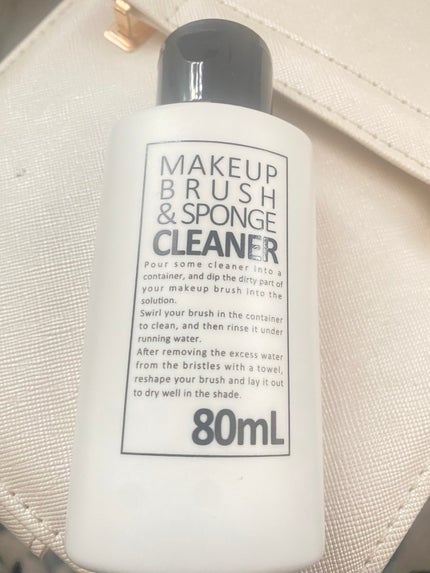 MAKEUP
BRUSH
& SPONGE
CLEANER
Pour some cleaner into a
container, and dip the dirty part of
your makeup brush into the
solution.
Swirl your brush in the container
to clean, and then rinse it under
running water.
After removing the excess water
from the bristles with a towel,
reshape your brush and lay it out
to dry well in the shade.
80mL